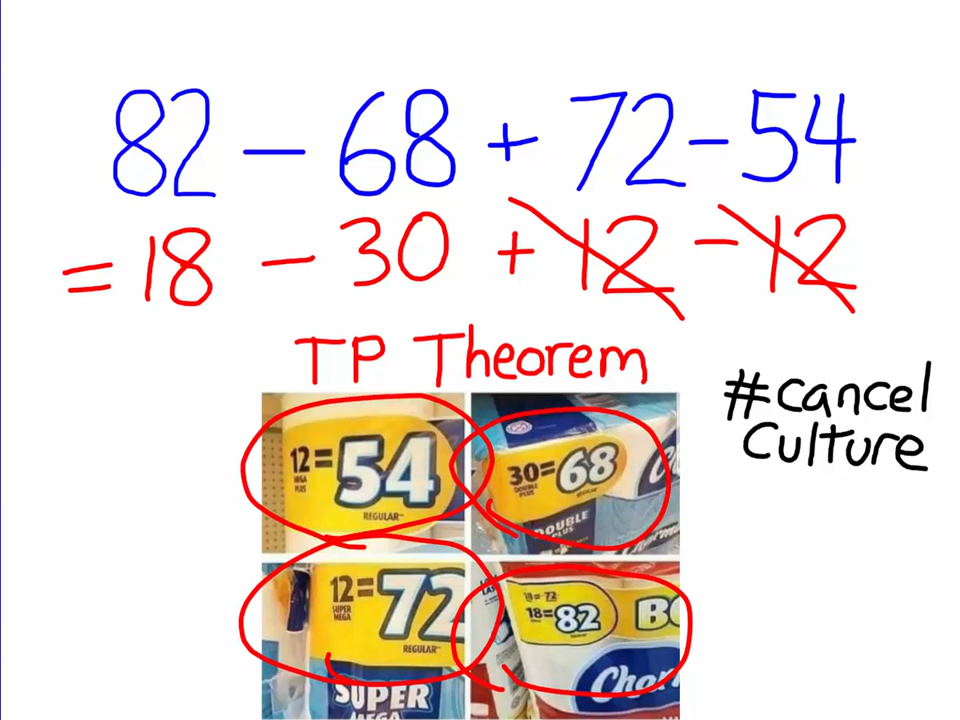 82 - 68 + 72 - 54
= 18 - 30 + 12 - 12
TP Theorem
#cancel
Culture
12=54
MEGA
PLUS
REGULAR
30=68
DOUBLE
PLUS
REGULAR
DOUBLE
PLUS
12=72
SUPER
MEGA
REGULAR
SUPER
MEGA
18=72
18=82
REGULAR